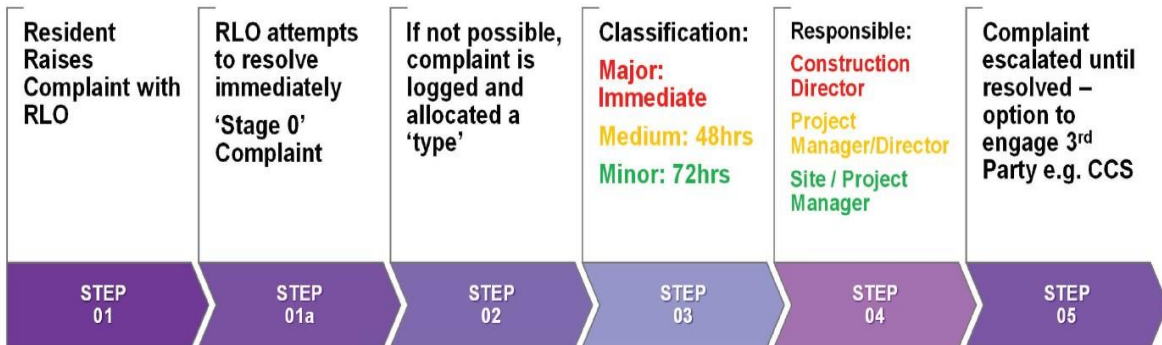 Resident
Raises
Complaint with
RLO
RLO attempts
to resolve
immediately
‘Stage 0’
Complaint
If not possible,
complaint is
logged and
allocated a
‘type’
Classification:
Major:
Immediate
Medium: 48hrs
Minor: 72hrs
Responsible:
Construction
Director
Project
Manager/Director
Site / Project
Manager
Complaint
escalated until
resolved –
option to
engage 3rd
Party e.g. CCS
STEP
01
STEP
01a
STEP
02
STEP
03
STEP
04
STEP
05